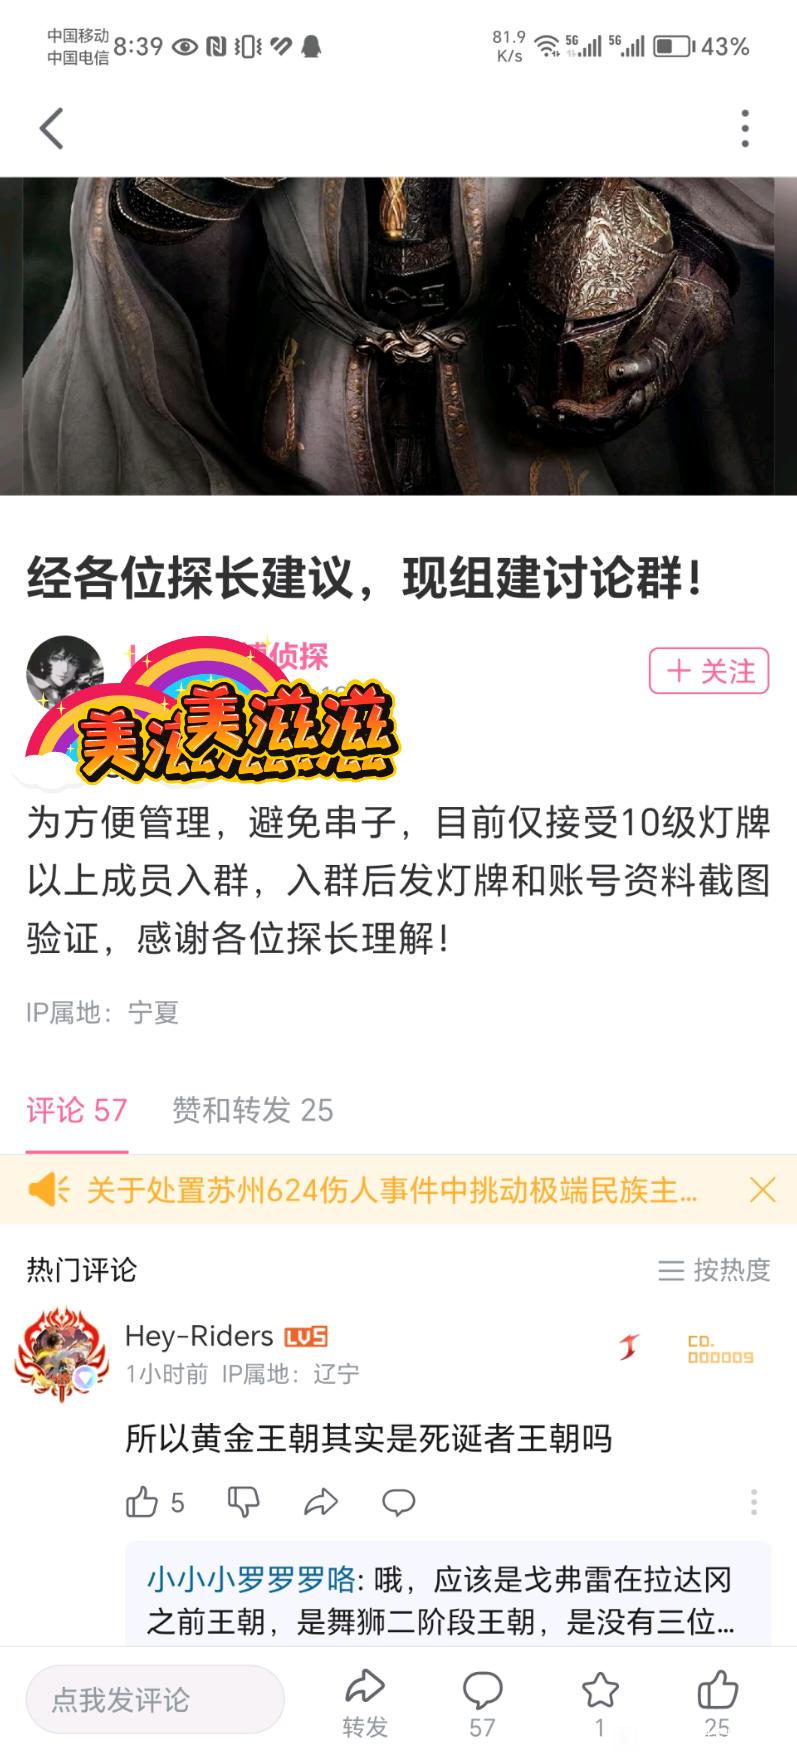 中国移动
中国电信
8:39
81.9
K/s
5G
5G
43%
经各位探长建议，现组建讨论群！
侦探
+ 关注
美滋滋
美滋滋
为方便管理，避免串子，目前仅接受10级灯牌
以上成员入群，入群后发灯牌和账号资料截图
验证，感谢各位探长理解！
IP属地：宁夏
评论 57
赞和转发 25
关于处置苏州624伤人事件中挑动极端民族主...
热门评论
按热度
Hey-Riders LV5
CD.
000009
1小时前 IP属地：辽宁
所以黄金王朝其实是死诞者王朝吗
5
小小小罗罗罗咯: 哦，应该是戈弗雷在拉达冈
之前王朝，是舞狮二阶段王朝，是没有三位...
点我发评论
转发
57
1
25